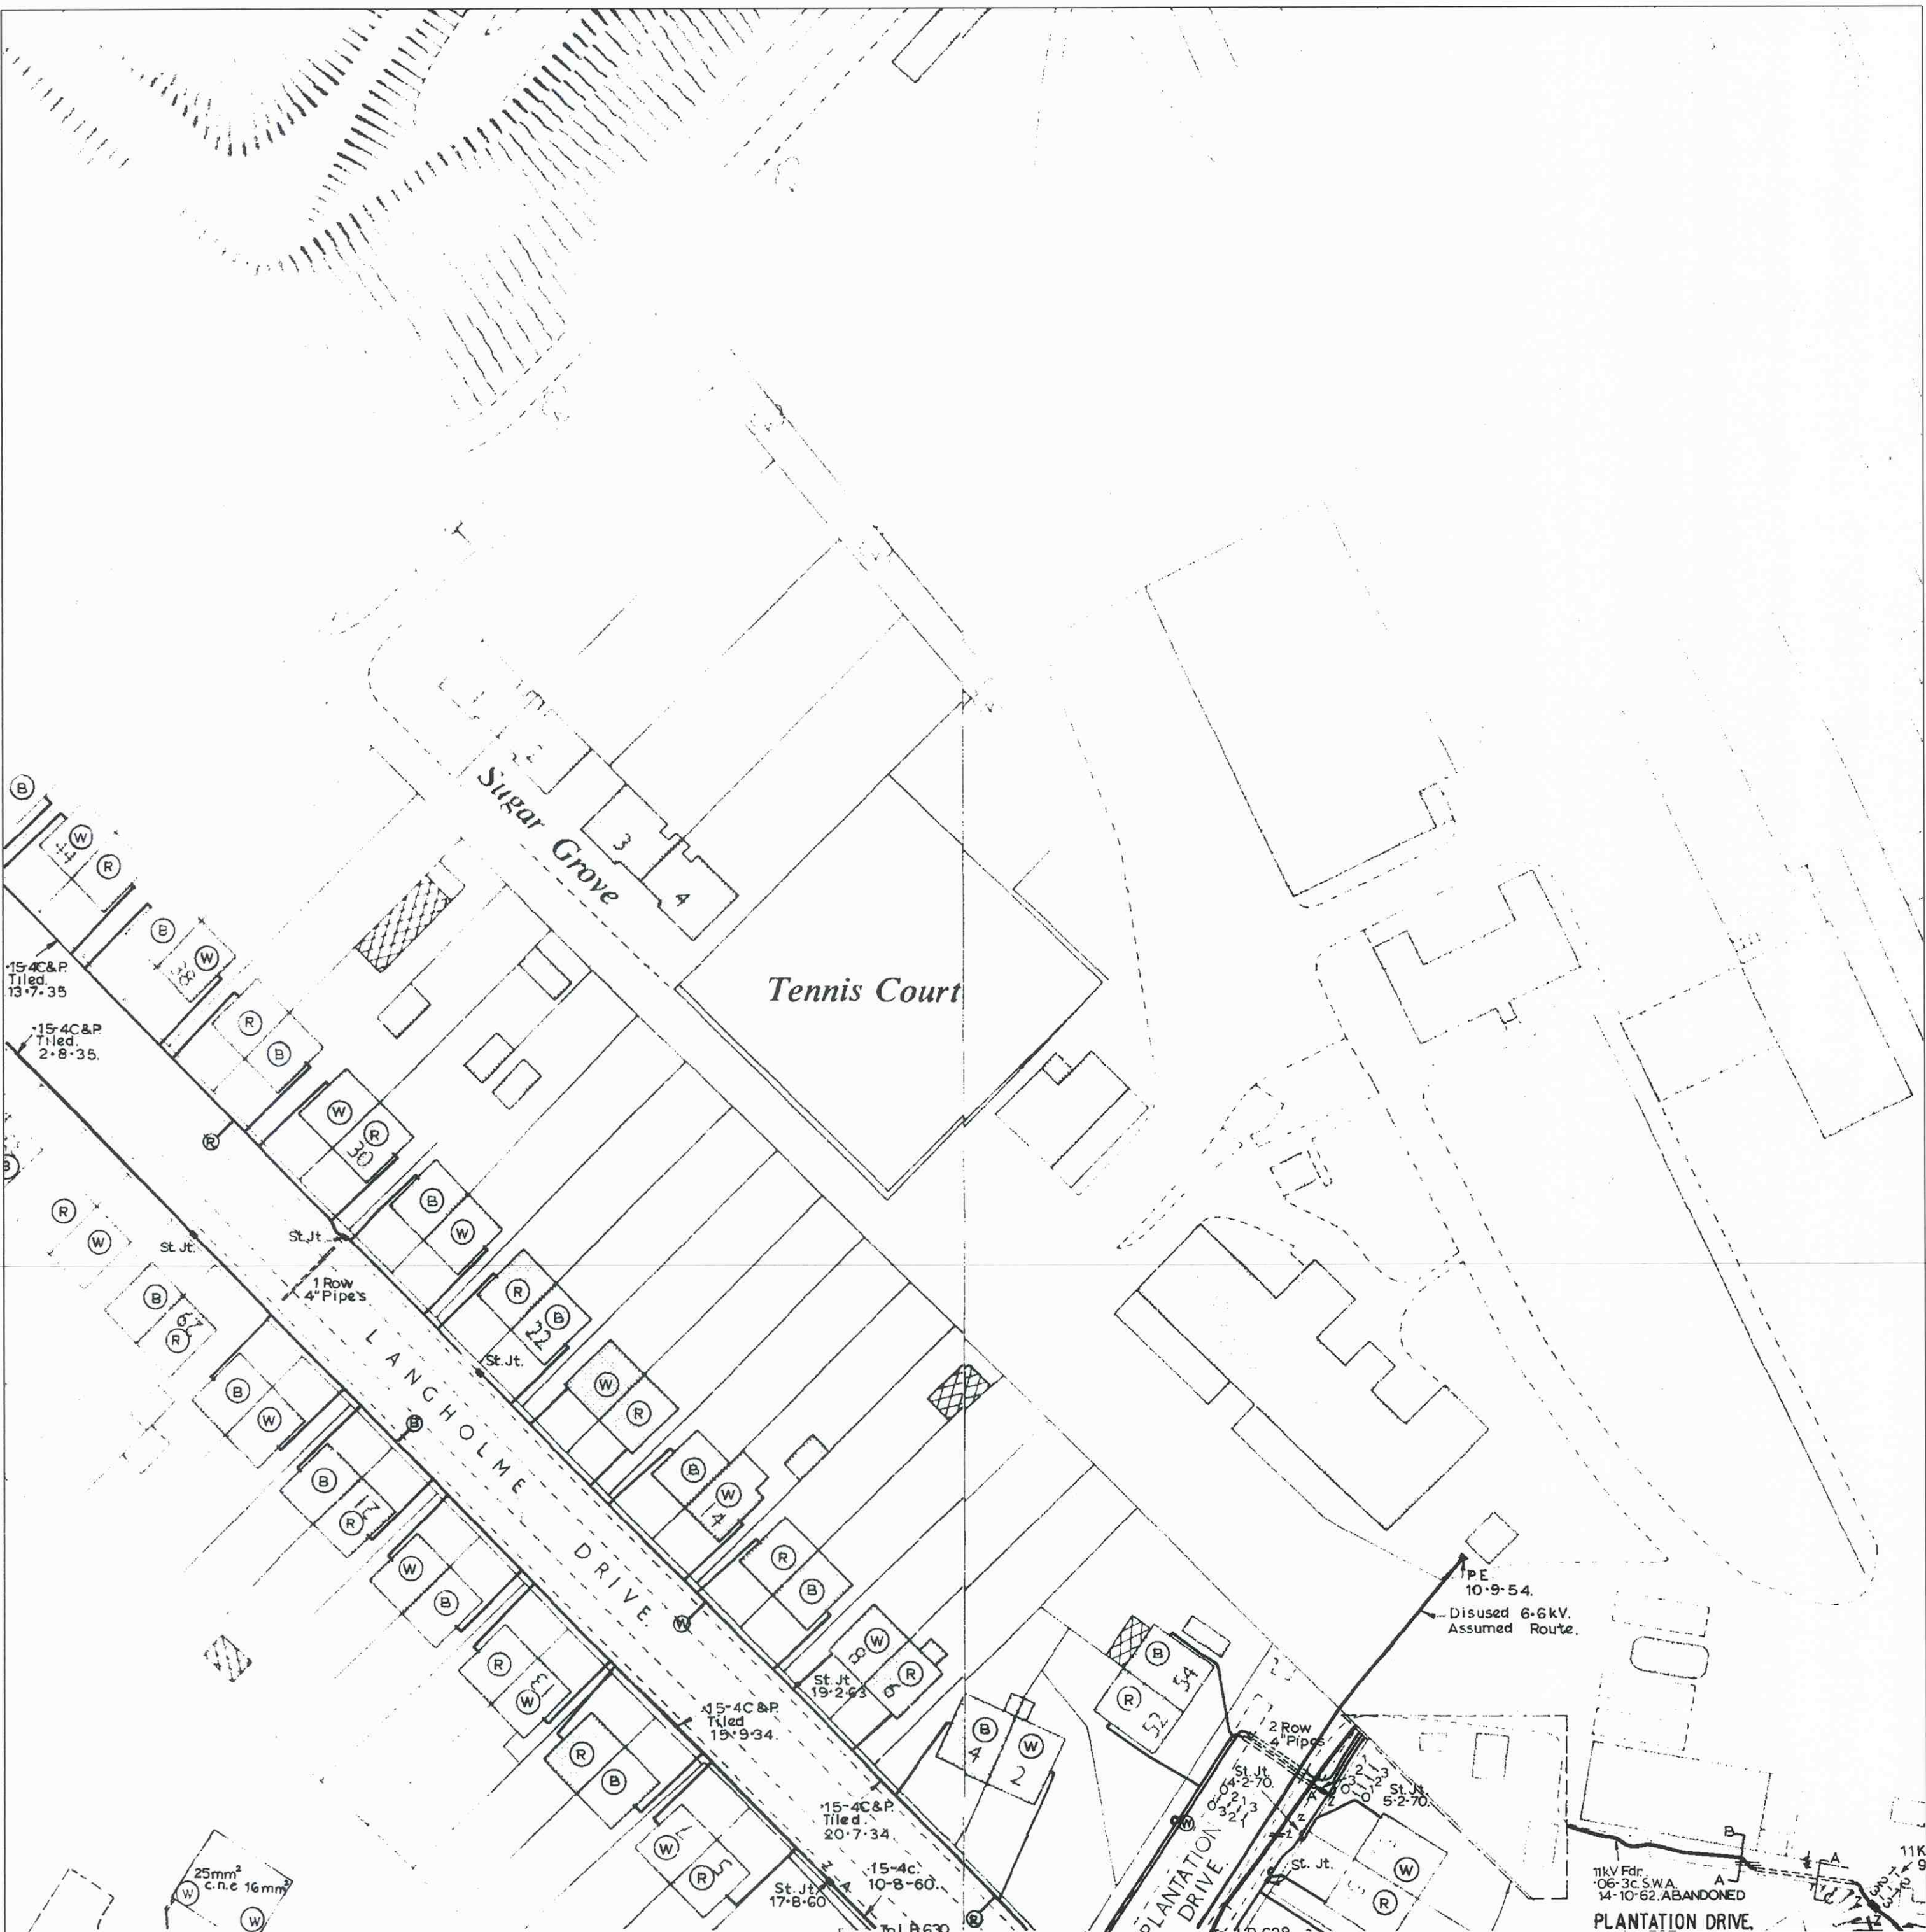 Sugar
Grove
3
4
Tennis Court
B
W
R
44
B
W
38
·15-4C&P.
Tiled.
13·7·35
·15-4C&P.
Tiled.
2·8·35.
R
B
W
R
30
R
B
W
R
W
St. Jt.
St. Jt.
1 Row
4" Pipes
R
B
22
St. Jt.
B
R
B
W
W
R
LANGHOLME
DRIVE.
B
B
W
14
B
R
21
R
B
W
B
W
W
R
8
6
St. Jt.
19·2·63
R
W
13
·15-4C&P.
Tiled
15·9·34.
R
B
B
4
W
2
·15-4C&P.
Tiled.
20·7·34.
W
R
5
·15-4c.
10-8-60.
St. Jt.
17·8·60
R
25mm²
c.n.e 16mm²
W
W
B
54
R
52
2 Row
4" Pipes
St. Jt.
4·2·70.
St. Jt.
5·2·70.
W
PLANTATION
DRIVE.
St. Jt.
W
R
P.E.
10·9·54.
Disused 6·6kV.
Assumed Route.
B
A
A
11kV Fdr.
·06-3c. S.W.A.
14-10-62. ABANDONED
PLANTATION DRIVE.